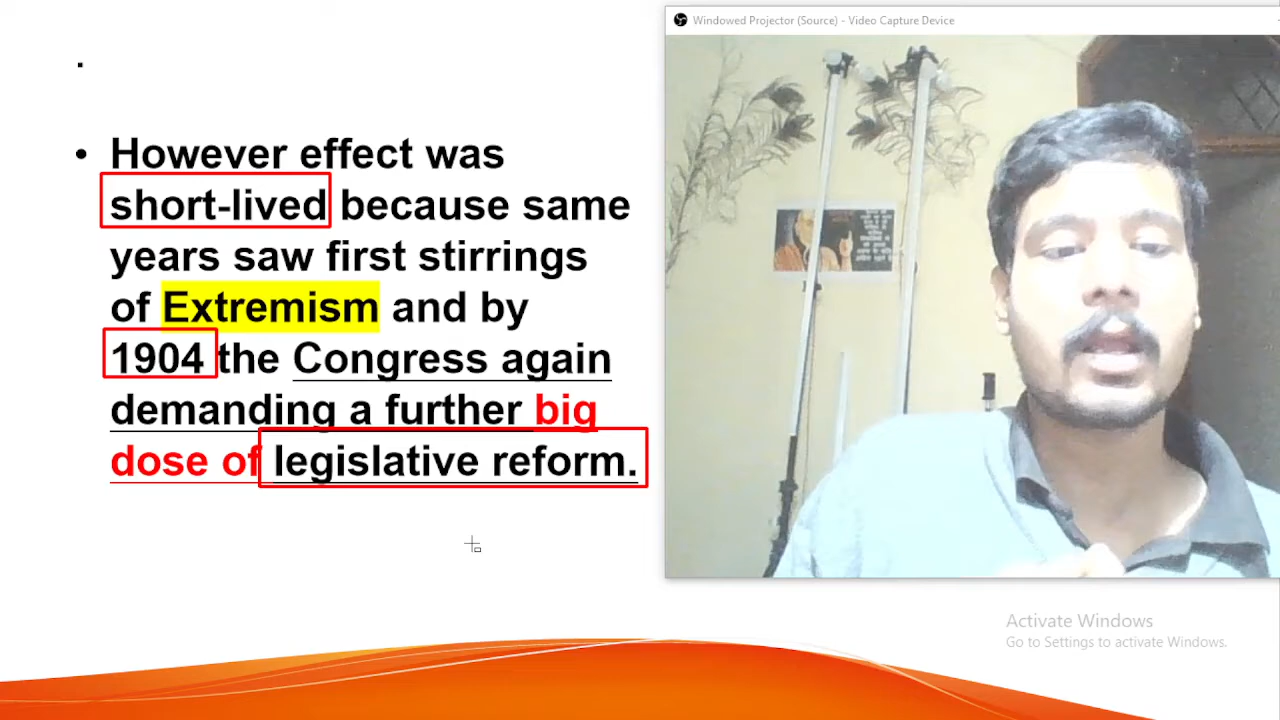 Windowed Projector (Source) - Video Capture Device
• However effect was
short-lived because same
years saw first stirrings
of Extremism and by
1904 the Congress again
demanding a further big
dose of legislative reform.
Activate Windows
Go to Settings to activate Windows.